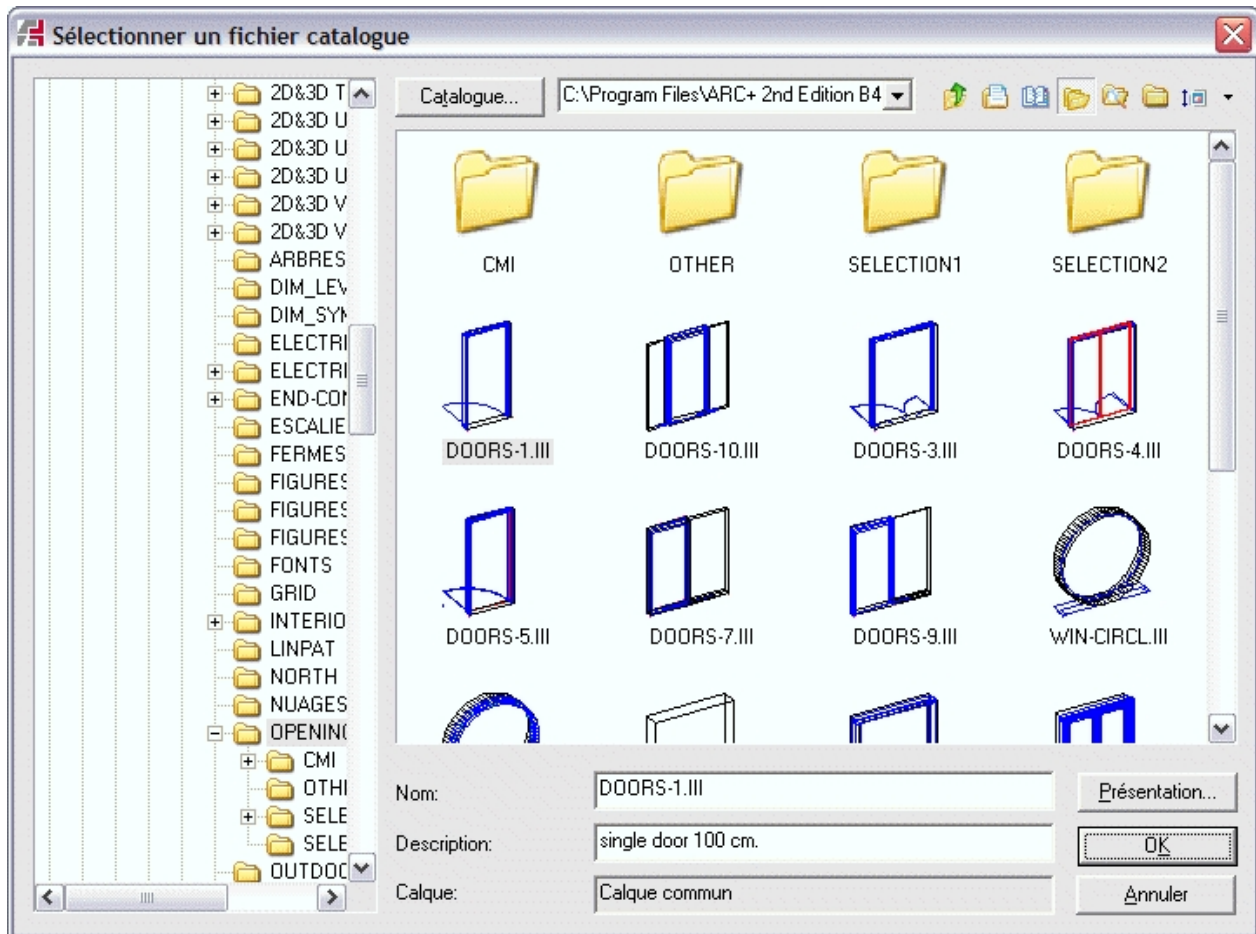 Sélectionner un fichier catalogue
2D&3D T
2D&3D U
2D&3D U
2D&3D U
2D&3D V
2D&3D V
ARBRES
DIM_LEV
DIM_SYM
ELECTRI
ELECTRI
END-CON
ESCALIE
FERMES
FIGURES
FIGURES
FIGURES
FONTS
GRID
INTERIO
LINPAT
NORTH
NUAGES
OPENING
CMI
OTHI
SELE
SELE
OUTDOO
Catalogue...
C:\Program Files\ARC+ 2nd Edition B4
CMI
OTHER
SELECTION1
SELECTION2
DOORS-1.III
DOORS-10.III
DOORS-3.III
DOORS-4.III
DOORS-5.III
DOORS-7.III
DOORS-9.III
WIN-CIRCL.III
Nom:
DOORS-1.III
Présentation...
Description:
single door 100 cm.
OK
Calque:
Calque commun
Annuler